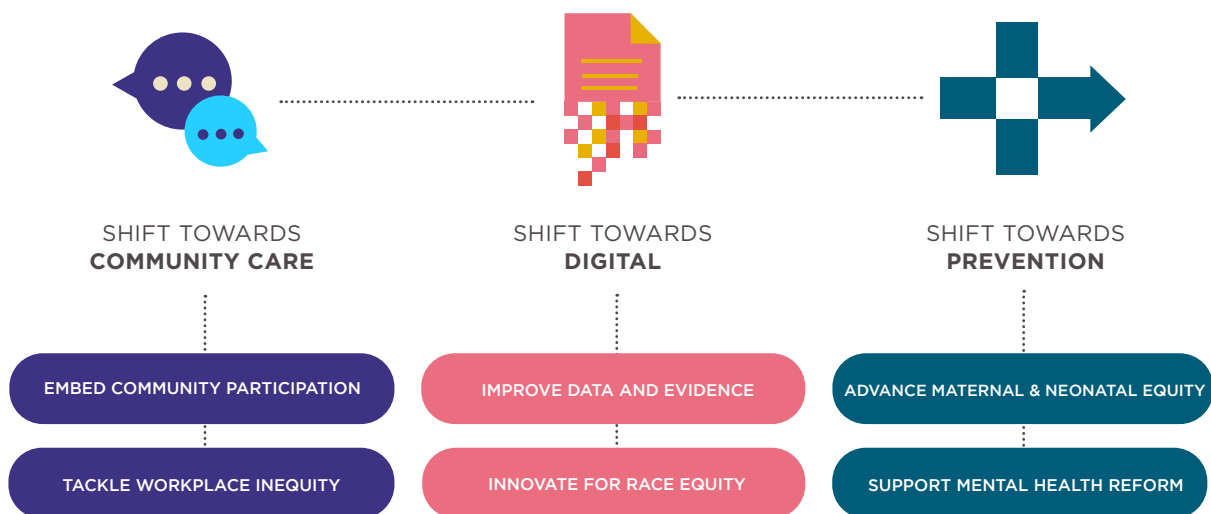 SHIFT TOWARDS
COMMUNITY CARE
SHIFT TOWARDS
DIGITAL
SHIFT TOWARDS
PREVENTION
EMBED COMMUNITY PARTICIPATION
IMPROVE DATA AND EVIDENCE
ADVANCE MATERNAL & NEONATAL EQUITY
TACKLE WORKPLACE INEQUITY
INNOVATE FOR RACE EQUITY
SUPPORT MENTAL HEALTH REFORM